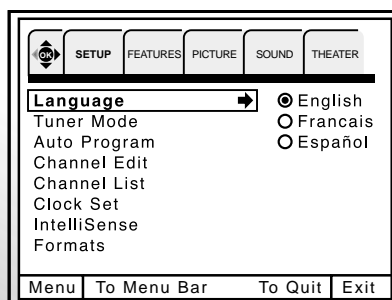 OK SETUP FEATURES PICTURE SOUND THEATER
Language English
Tuner Mode Francais
Auto Program Español
Channel Edit
Channel List
Clock Set
IntelliSense
Formats
Menu To Menu Bar To Quit Exit